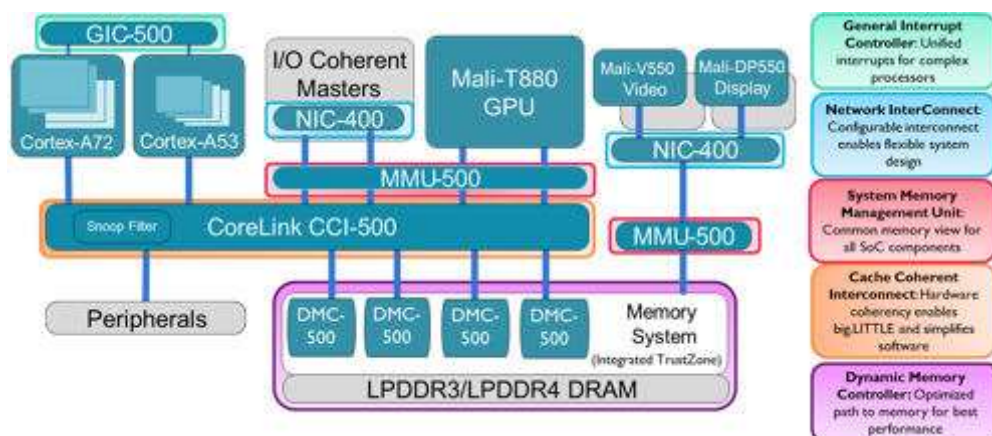 GIC-500
Cortex-A72
Cortex-A53
I/O Coherent
Masters
NIC-400
Mali-T880
GPU
Mali-V550
Video
Mali-DP550
Display
NIC-400
MMU-500
MMU-500
Snoop Filter
CoreLink CCI-500
Peripherals
DMC-
500
DMC-
500
DMC-
500
DMC-
500
Memory
System
(Integrated TrustZone)
LPDDR3/LPDDR4 DRAM
General Interrupt
Controller: Unified
interrupts for complex
processors
Network InterConnect:
Configurable interconnect
enables flexible system
design
System Memory
Management Unit:
Common memory view for
all SoC components
Cache Coherent
Interconnect: Hardware
coherency enables
big.LITTLE and simplifies
software
Dynamic Memory
Controller: Optimized
path to memory for best
performance